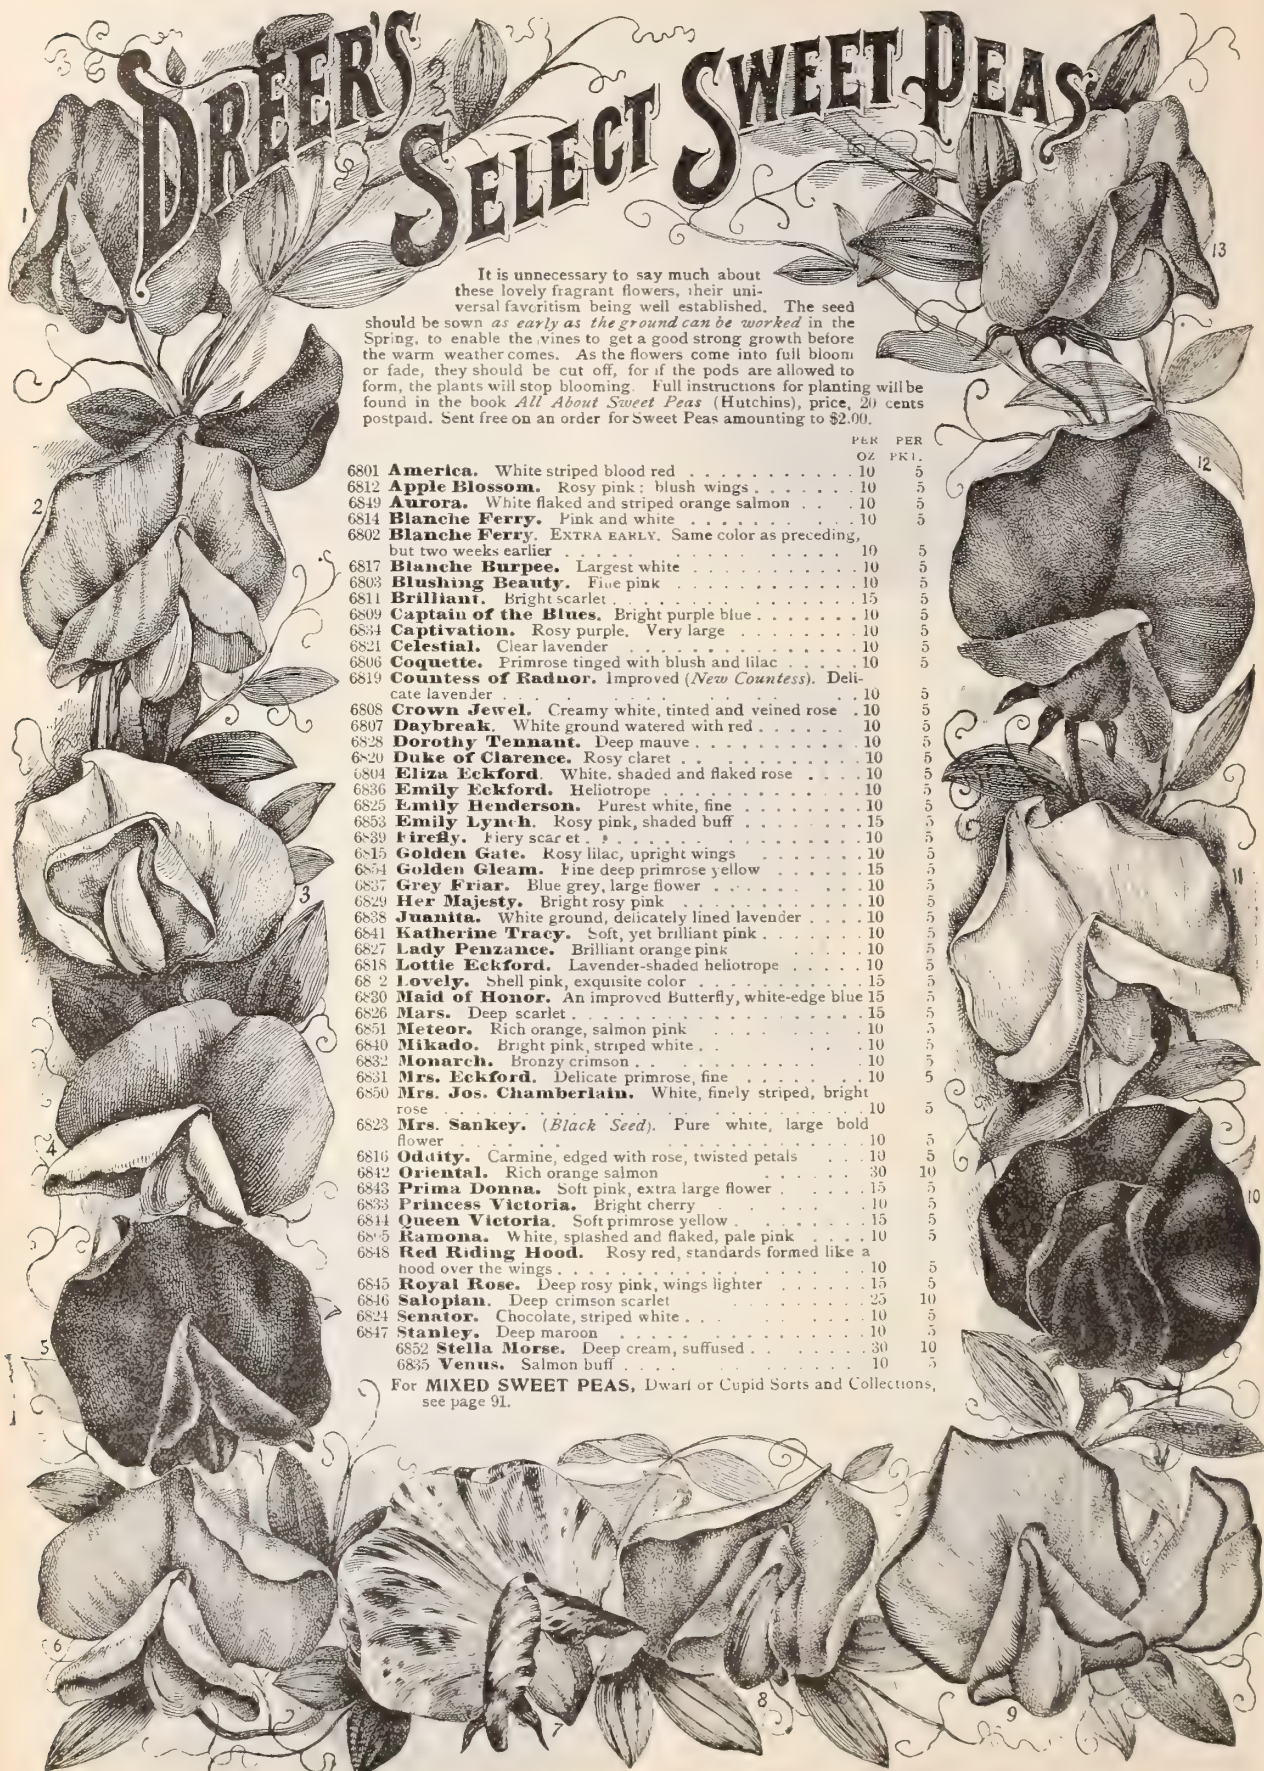 DREER'S
SELECT SWEET PEAS
It is unnecessary to say much about
these lovely fragrant flowers, their uni-
versal favoritism being well established. The seed
should be sown as early as the ground can be worked in the
Spring, to enable the vines to get a good strong growth before
the warm weather comes. As the flowers come into full bloom
or fade, they should be cut off, for if the pods are allowed to
form, the plants will stop blooming. Full instructions for planting will be
found in the book All About Sweet Peas (Hutchins), price, 20 cents
postpaid. Sent free on an order for Sweet Peas amounting to $2.00.
PER PER
OZ PKT.
6801 America. White striped blood red . . . . . . . . . . . 10 5
6812 Apple Blossom. Rosy pink; blush wings . . . . . . . 10 5
6849 Aurora. White flaked and striped orange salmon . . . 10 5
6814 Blanche Ferry. Pink and white . . . . . . . . . 10 5
6802 Blanche Ferry. EXTRA EARLY. Same color as preceding,
but two weeks earlier . . . . . . . . . . . . . . . 10 5
6817 Blanche Burpee. Largest white . . . . . . . . . . . 10 5
6803 Blushing Beauty. Fine pink . . . . . . . . . . . . 10 5
6811 Brilliant. Bright scarlet . . . . . . . . . . . . . . . 15 5
6809 Captain of the Blues. Bright purple blue . . . . . . . 10 5
6834 Captivation. Rosy purple. Very large . . . . . . . . 10 5
6821 Celestial. Clear lavender . . . . . . . . . . . . . . 10 5
6806 Coquette. Primrose tinged with blush and lilac . . . . . 10 5
6819 Countess of Radnor. Improved (New Countess). Deli-
cate lavender . . . . . . . . . . . . . . . . 10 5
6808 Crown Jewel. Creamy white, tinted and veined rose . 10 5
6807 Daybreak. White ground watered with red . . . . . . 10 5
6828 Dorothy Tennant. Deep mauve . . . . . . . . . . . 10 5
6820 Duke of Clarence. Rosy claret . . . . . . . . . . . 10 5
6804 Eliza Eckford. White, shaded and flaked rose . . . . 10 5
6836 Emily Eckford. Heliotrope . . . . . . . . . . . . . 10 5
6825 Emily Henderson. Purest white, fine . . . . . . . . 10 5
6853 Emily Lynch. Rosy pink, shaded buff . . . . . . . . 15 5
6839 Firefly. Fiery scar et . . . . . . . . . . . . . . . . 10 5
6815 Golden Gate. Rosy lilac, upright wings . . . . . . . 10 5
6854 Golden Gleam. Fine deep primrose yellow . . . . . . 15 5
6837 Grey Friar. Blue grey, large flower . . . . . . . . . 10 5
6829 Her Majesty. Bright rosy pink . . . . . . . . . . . 10 5
6838 Juanita. White ground, delicately lined lavender . . . . 10 5
6841 Katherine Tracy. Soft, yet brilliant pink . . . . . . . 10 5
6827 Lady Penzance. Brilliant orange pink . . . . . 10 5
6818 Lottie Eckford. Lavender-shaded heliotrope . . . . . 10 5
68 2 Lovely. Shell pink, exquisite color . . . . . . . . . 15 5
6830 Maid of Honor. An improved Butterfly, white-edge blue 15 5
6826 Mars. Deep scarlet . . . . . . . . . . . . . . . . . 15 5
6851 Meteor. Rich orange, salmon pink . . . . . . . . . 10 5
6840 Mikado. Bright pink, striped white . . . . . 10 5
6832 Monarch. Bronzy crimson . . . . . . . . . . . . 10 5
6831 Mrs. Eckford. Delicate primrose, fine . . . . . . . 10 5
6850 Mrs. Jos. Chamberlain. White, finely striped, bright
rose . . . . . . . . . . . . . . . . . . . . . . 10 5
6823 Mrs. Sankey. (Black Seed). Pure white, large bold
flower . . . . . . . . . . . . . . . . . 10 5
6816 Oddity. Carmine, edged with rose, twisted petals . . . 10 5
6842 Oriental. Rich orange salmon . . . . . . . 30 10
6843 Prima Donna. Soft pink, extra large flower . . . . . . 15 5
6833 Princess Victoria. Bright cherry . . . . . . 10 5
6844 Queen Victoria. Soft primrose yellow . . . . . . . . 15 5
68 5 Ramona. White, splashed and flaked, pale pink . . . . 10 5
6848 Red Riding Hood. Rosy red, standards formed like a
hood over the wings . . . . . . . . . . . . . . . . 10 5
6845 Royal Rose. Deep rosy pink, wings lighter . . . . . . 15 5
6846 Salopian. Deep crimson scarlet . . . . . . . . 25 10
6824 Senator. Chocolate, striped white . . . . . . . . . . 10 5
6847 Stanley. Deep maroon . . . . . . . . . . . . . . 10 5
6852 Stella Morse. Deep cream, suffused . . . . . . . . 30 10
6835 Venus. Salmon buff . . . . . . . . . . . . . . 10 5
For MIXED SWEET PEAS, Dwarf or Cupid Sorts and Collections,
see page 91.
1
2
3
4
5
6
7
8
9
10
11
12
13